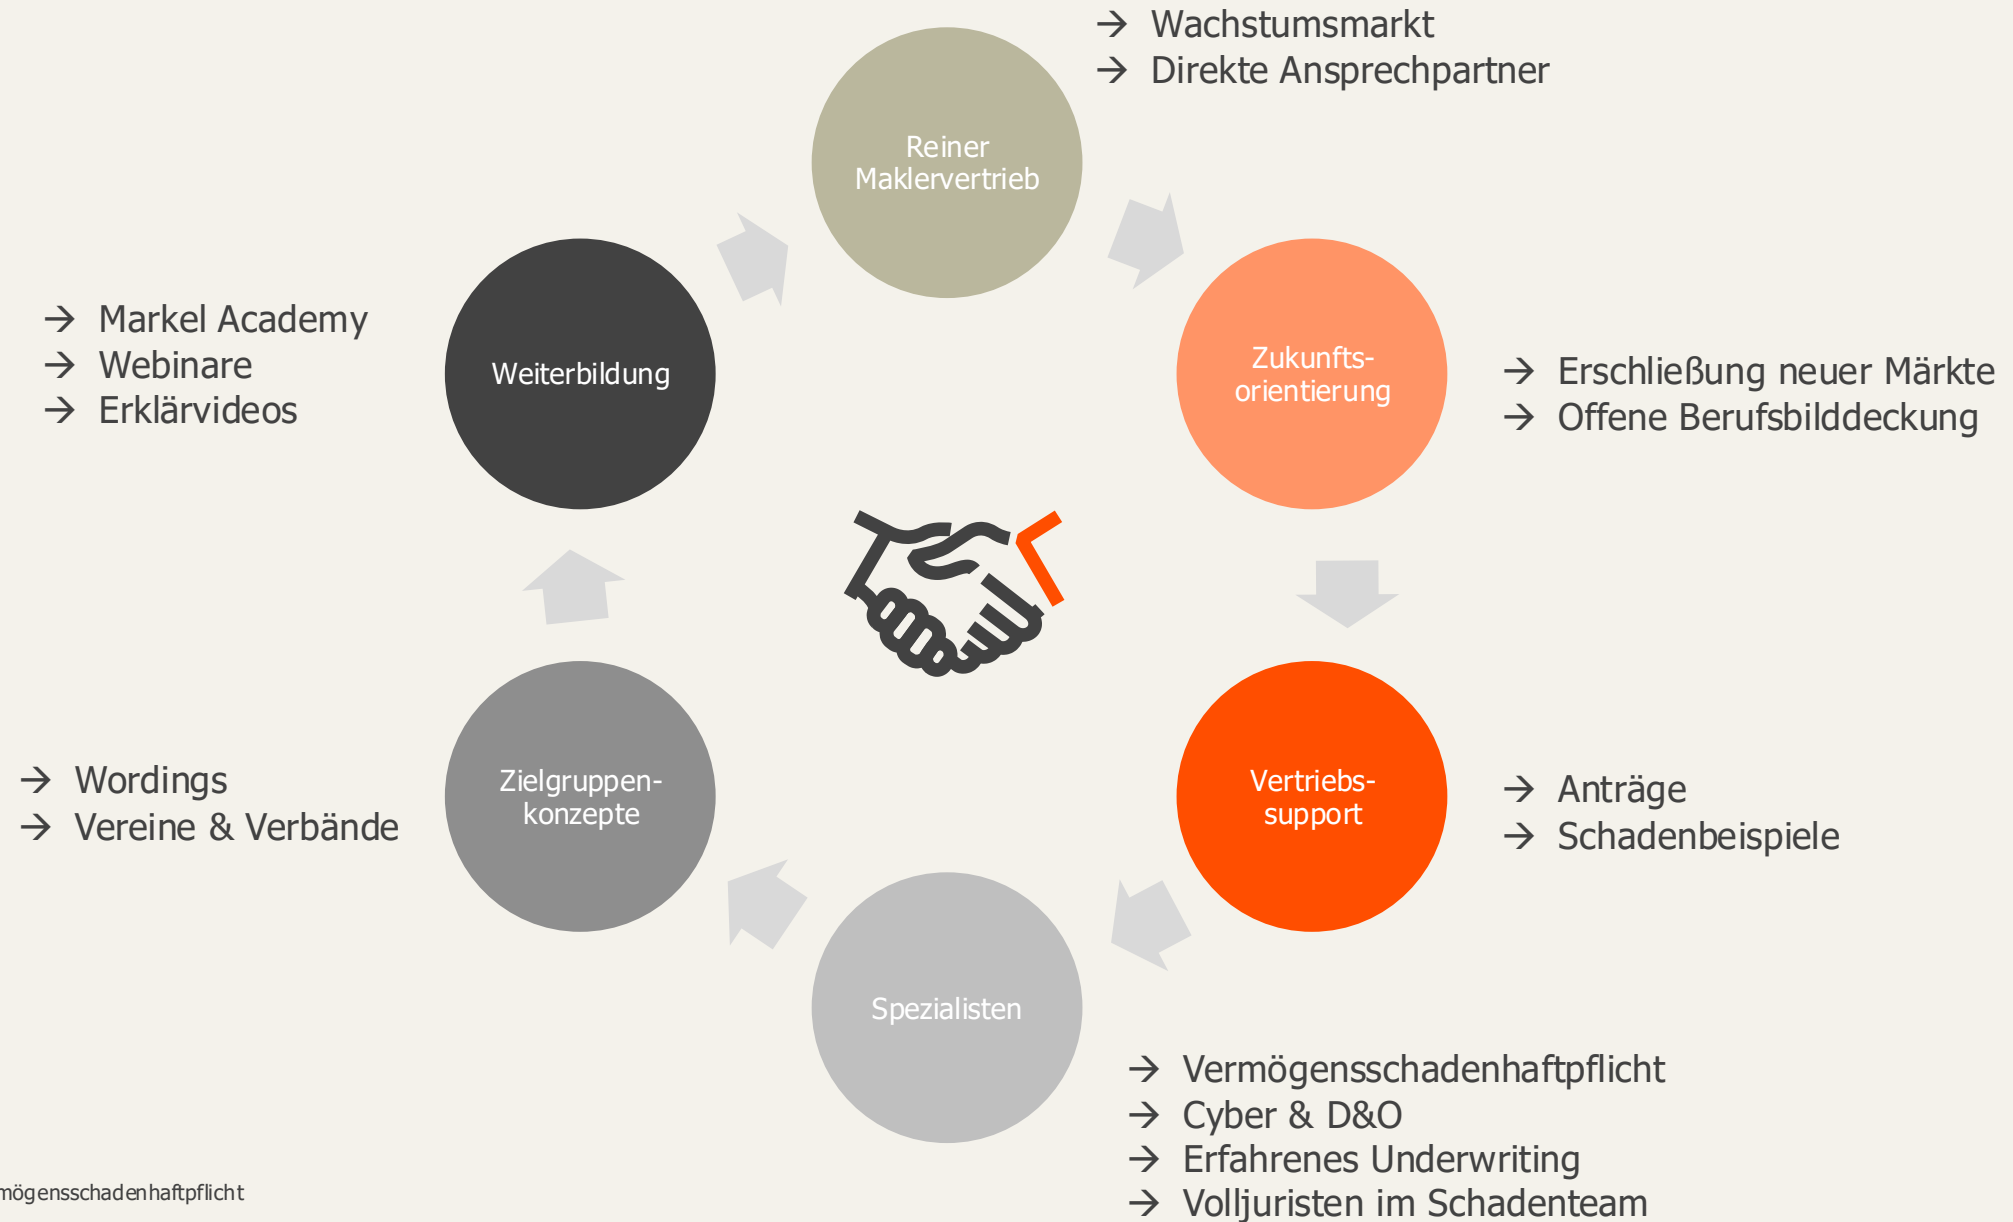 → Wachstumsmarkt
→ Direkte Ansprechpartner
Reiner
Maklervertrieb
Zukunfts-
orientierung
→ Erschließung neuer Märkte
→ Offene Berufsbilddeckung
Vertriebs-
support
→ Anträge
→ Schadenbeispiele
Spezialisten
→ Vermögensschadenhaftpflicht
→ Cyber & D&O
→ Erfahrenes Underwriting
→ Volljuristen im Schadenteam
Zielgruppen-
konzepte
→ Wordings
→ Vereine & Verbände
Weiterbildung
→ Markel Academy
→ Webinare
→ Erklärvideos
mögensschadenhaftpflicht